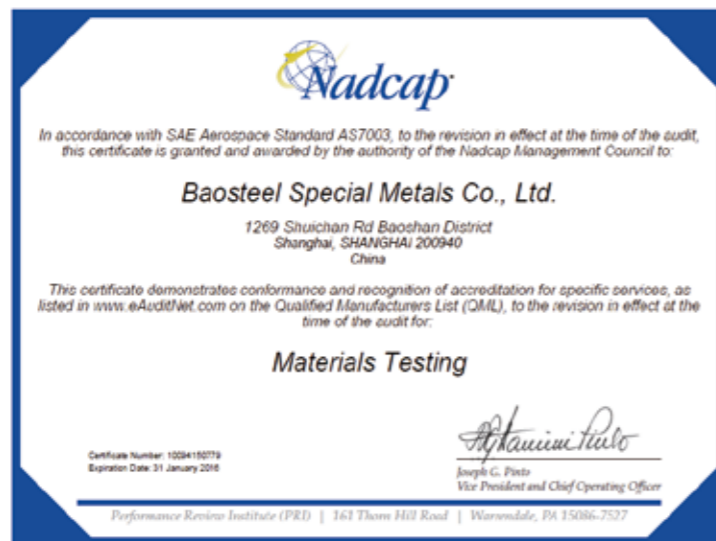 Nadcap
In accordance with SAE Aerospace Standard AS7003, to the revision in effect at the time of the audit,
this certificate is granted and awarded by the authority of the Nadcap Management Council to:
Baosteel Special Metals Co., Ltd.
1269 Shuichan Rd Baoshan District
Shanghai, SHANGHAI 200940
China
This certificate demonstrates conformance and recognition of accreditation for specific services, as
listed in www.eAuditNet.com on the Qualified Manufacturers List (QML), to the revision in effect at the
time of the audit for:
Materials Testing
Certificate Number: 10094150779
Expiration Date: 31 January 2016
Joseph G. Pinto
Vice President and Chief Operating Officer
Performance Review Institute (PRI) | 161 Thorn Hill Road | Warrendale, PA 15086-7527